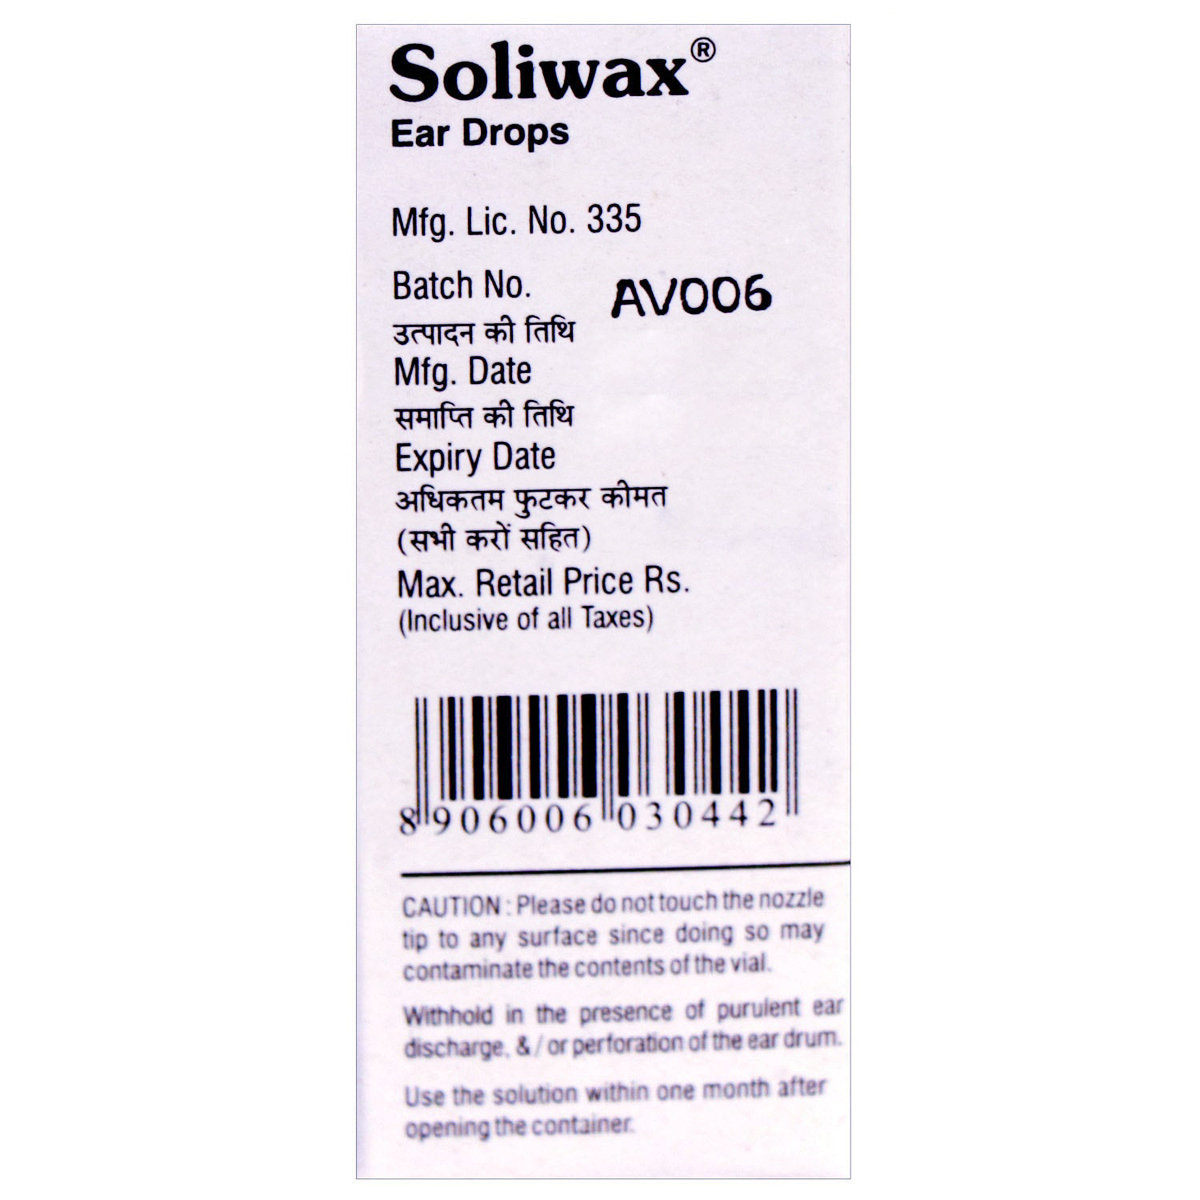 Soliwax®
Ear Drops
Mfg. Lic. No. 335
Batch No. AV006
उत्पादन की तिथि
Mfg. Date
समाप्ति की तिथि
Expiry Date
अधिकतम फुटकर कीमत
(सभी करों सहित)
Max. Retail Price Rs.
(Inclusive of all Taxes)
8 906006 030442
CAUTION : Please do not touch the nozzle
tip to any surface since doing so may
contaminate the contents of the vial.
Withhold in the presence of purulent ear
discharge, & / or perforation of the ear drum.
Use the solution within one month after
opening the container.